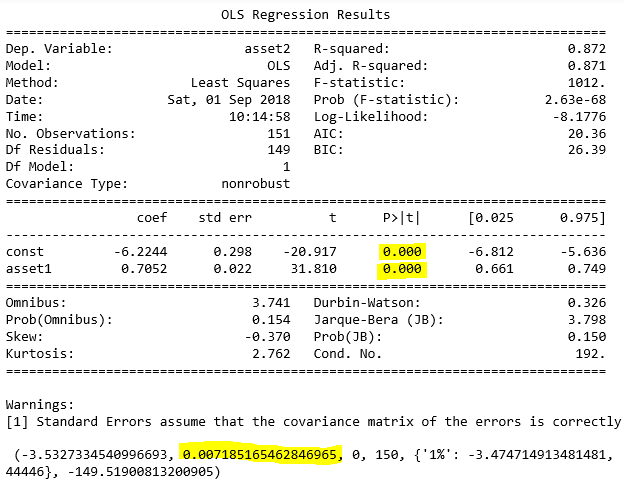 OLS Regression Results
==============================================================================
Dep. Variable: asset2 R-squared: 0.872
Model: OLS Adj. R-squared: 0.871
Method: Least Squares F-statistic: 1012.
Date: Sat, 01 Sep 2018 Prob (F-statistic): 2.63e-68
Time: 10:14:58 Log-Likelihood: -8.1776
No. Observations: 151 AIC: 20.36
Df Residuals: 149 BIC: 26.39
Df Model: 1
Covariance Type: nonrobust
==============================================================================
coef std err t P>|t| [0.025 0.975]
------------------------------------------------------------------------------
const -6.2244 0.298 -20.917 0.000 -6.812 -5.636
asset1 0.7052 0.022 31.810 0.000 0.661 0.749
==============================================================================
Omnibus: 3.741 Durbin-Watson: 0.326
Prob(Omnibus): 0.154 Jarque-Bera (JB): 3.798
Skew: -0.370 Prob(JB): 0.150
Kurtosis: 2.762 Cond. No. 192.
==============================================================================
Warnings:
[1] Standard Errors assume that the covariance matrix of the errors is correctly
(-3.5327334540996693, 0.007185165462846965, 0, 150, {'1%': -3.474714913481481,
44446}, -149.51900813200905)